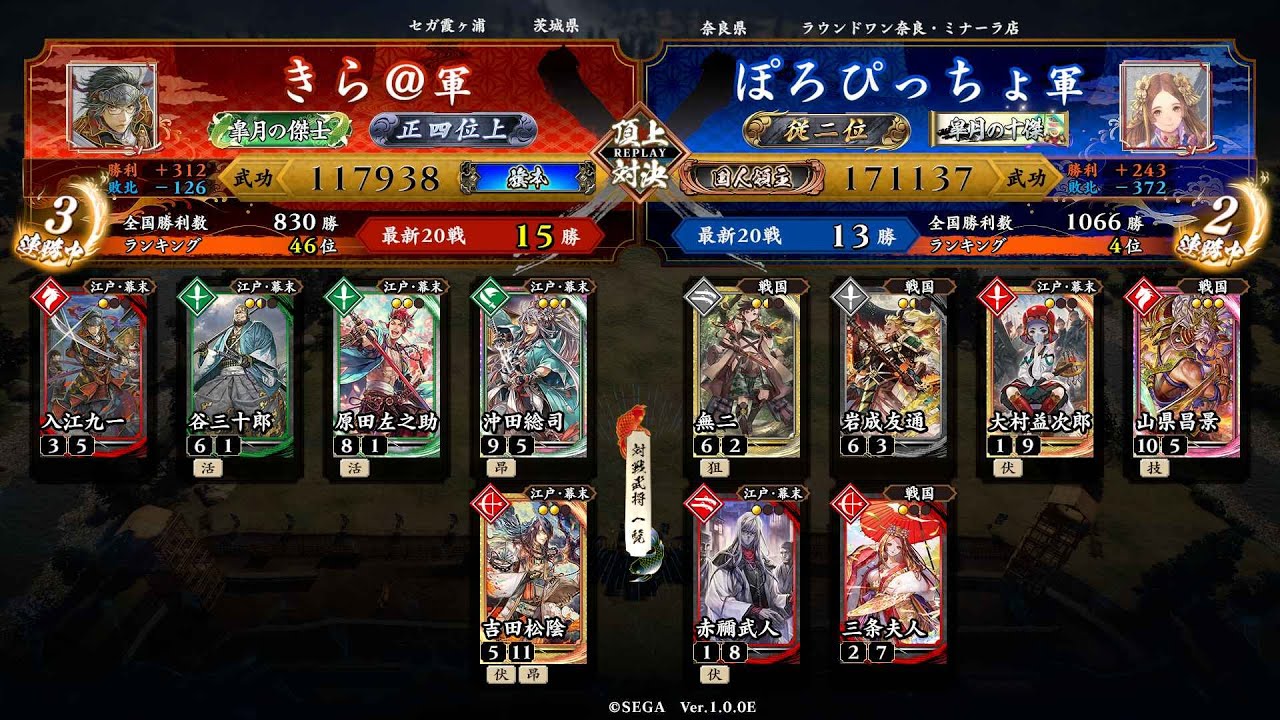 セガ霞ヶ浦 茨城県
奈良県 ラウンドワン奈良・ミナーラ店
きら@軍
ぽろぴっちょ軍
皐月の傑士 正四位上
従二位 皐月の十傑
頂上
REPLAY
対決
勝利 +312
敗北 -126
武功 117938 旗本
国人領主 171137 武功
勝利 +243
敗北 -372
3
連勝中
全国勝利数 830勝
ランキング 46位
最新20戦 15勝
最新20戦 13勝
全国勝利数 1066勝
ランキング 4位
2
連勝中
江戸・幕末
入江九一
3 5
江戸・幕末
谷三十郎
6 1
活
江戸・幕末
原田左之助
8 1
活
江戸・幕末
沖田総司
9 5
昂
江戸・幕末
吉田松陰
5 11
伏 昂
対戦武将一覧
戦国
無二
6 2
狙
戦国
岩成友通
6 3
江戸・幕末
大村益次郎
1 9
伏
戦国
山県昌景
10 5
技
江戸・幕末
赤禰武人
1 8
伏
戦国
三条夫人
2 7
©SEGA Ver.1.0.0E